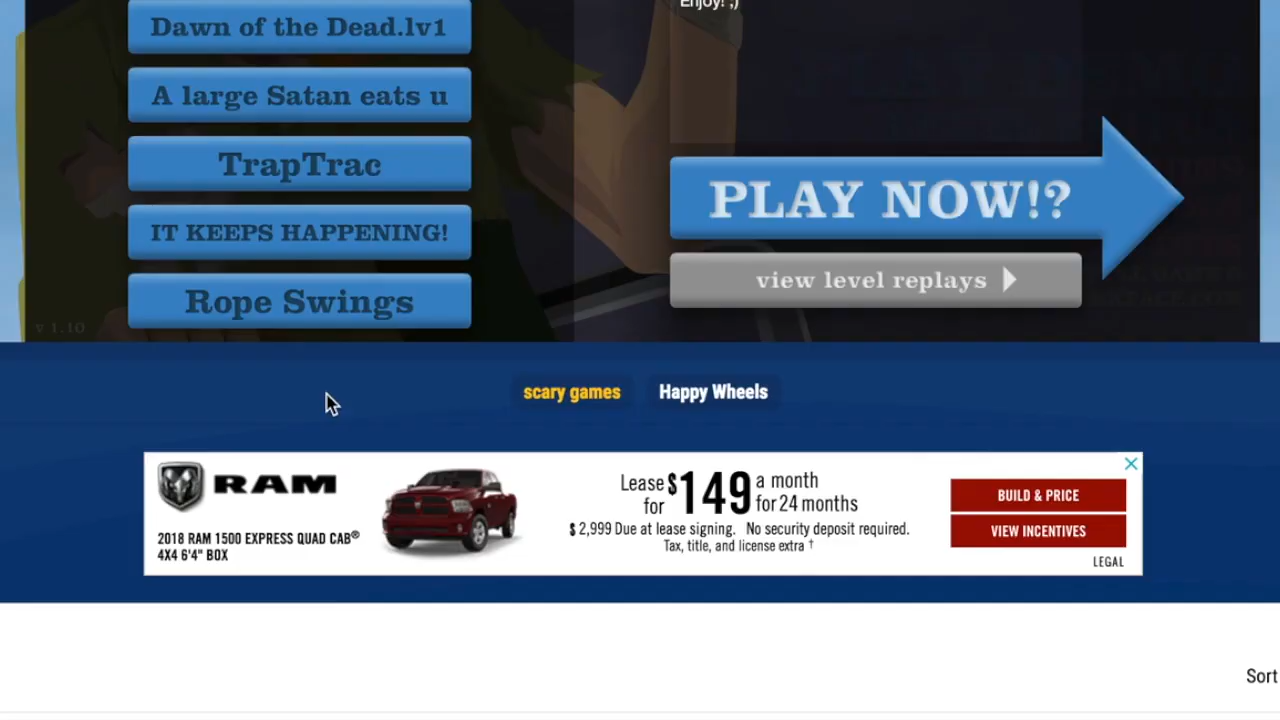 Enjoy! ;)
Dawn of the Dead.lv1
A large Satan eats u
TrapTrac
IT KEEPS HAPPENING!
Rope Swings
v 1.10
PLAY NOW!?
view level replays
scary games
Happy Wheels
RAM
2018 RAM 1500 EXPRESS QUAD CAB®
4X4 6'4" BOX
Lease for $149 a month for 24 months
$2,999 Due at lease signing. No security deposit required.
Tax, title, and license extra †
BUILD & PRICE
VIEW INCENTIVES
LEGAL
Sort